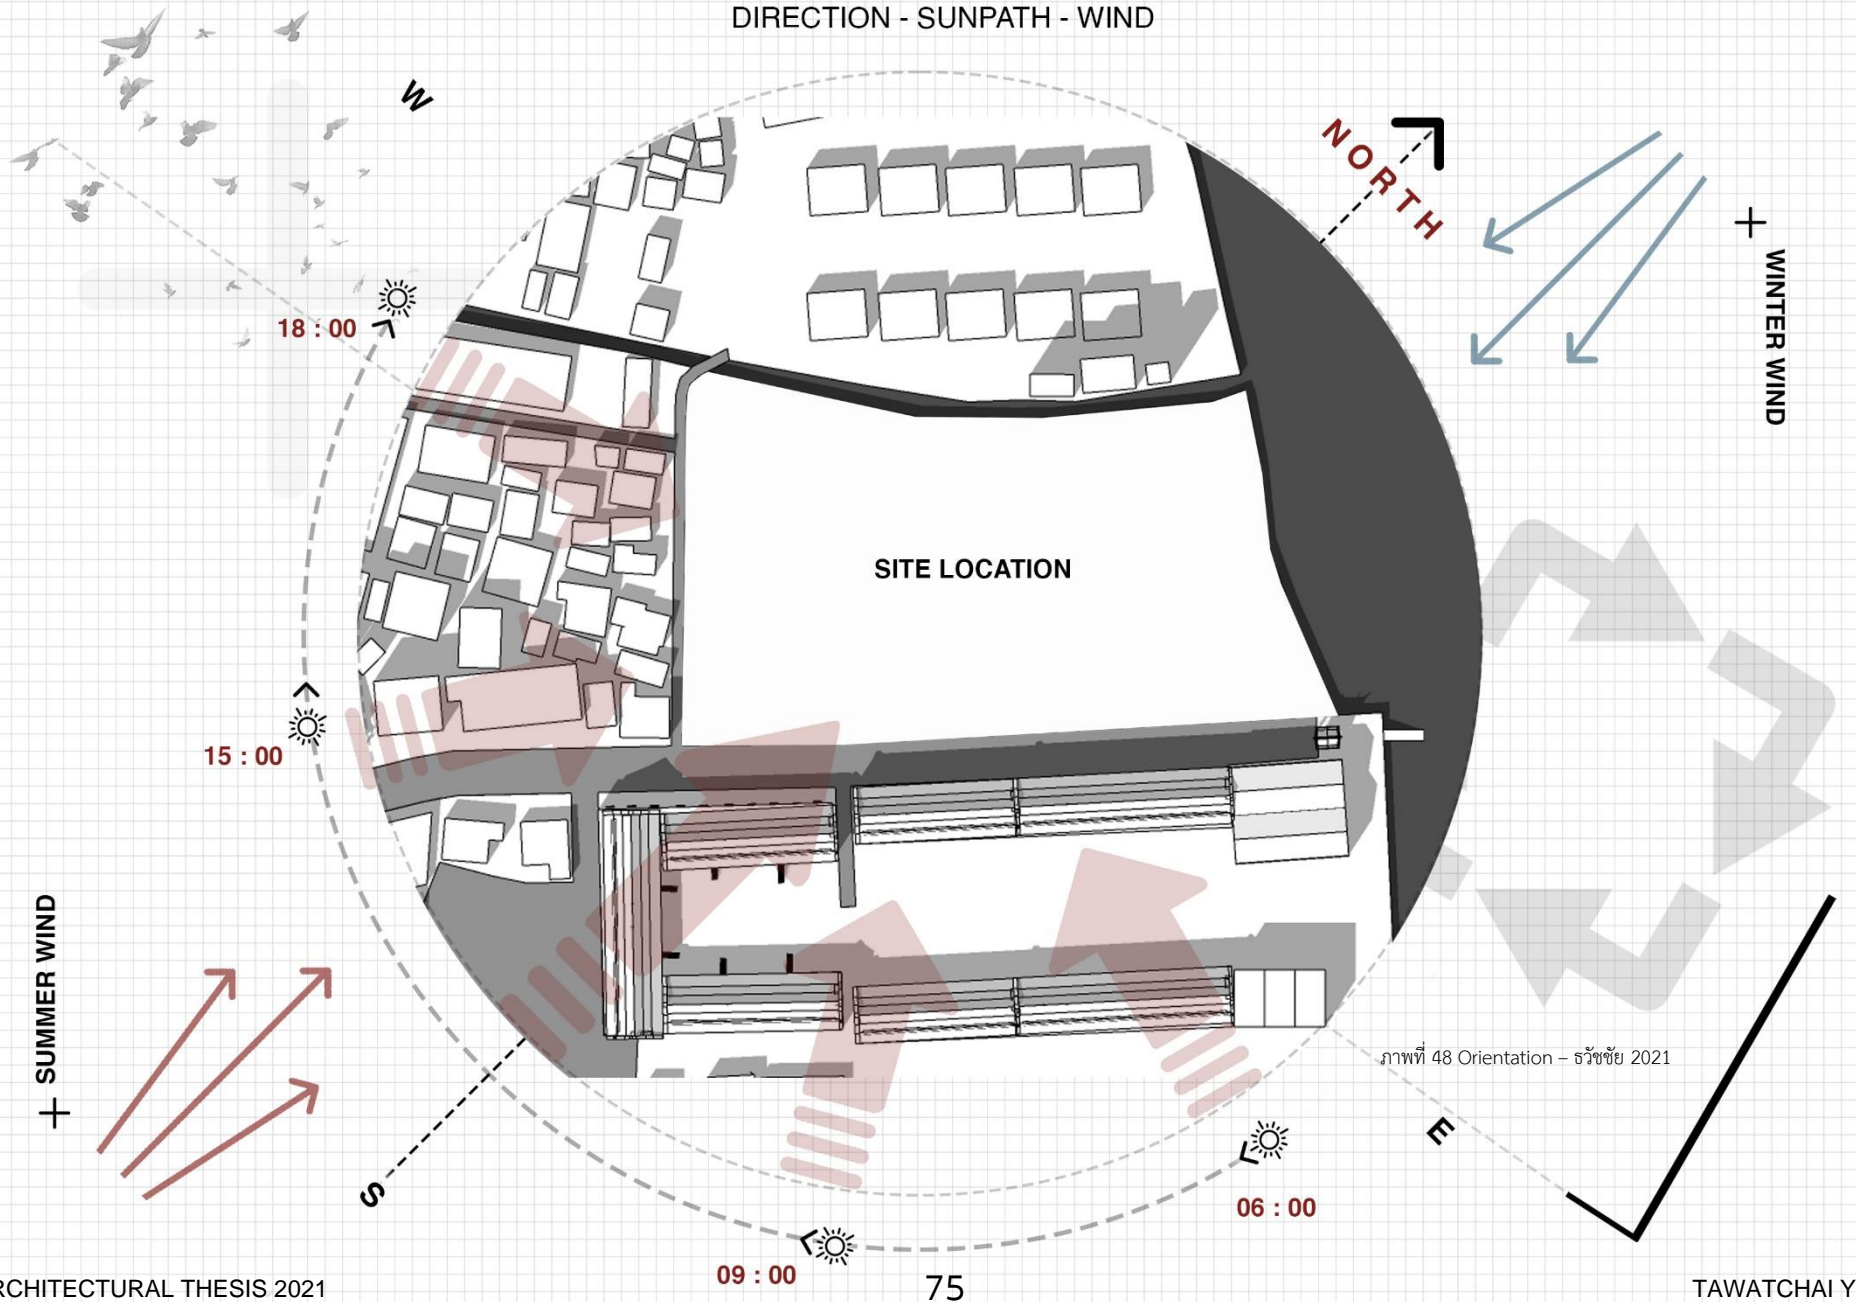 DIRECTION - SUNPATH - WIND
W
NORTH
WINTER WIND
18 : 00
SITE LOCATION
15 : 00
SUMMER WIND
ภาพที่ 48 Orientation – ธวัชชัย 2021
E
S
06 : 00
09 : 00
RCHITECTURAL THESIS 2021
75
TAWATCHAI Y